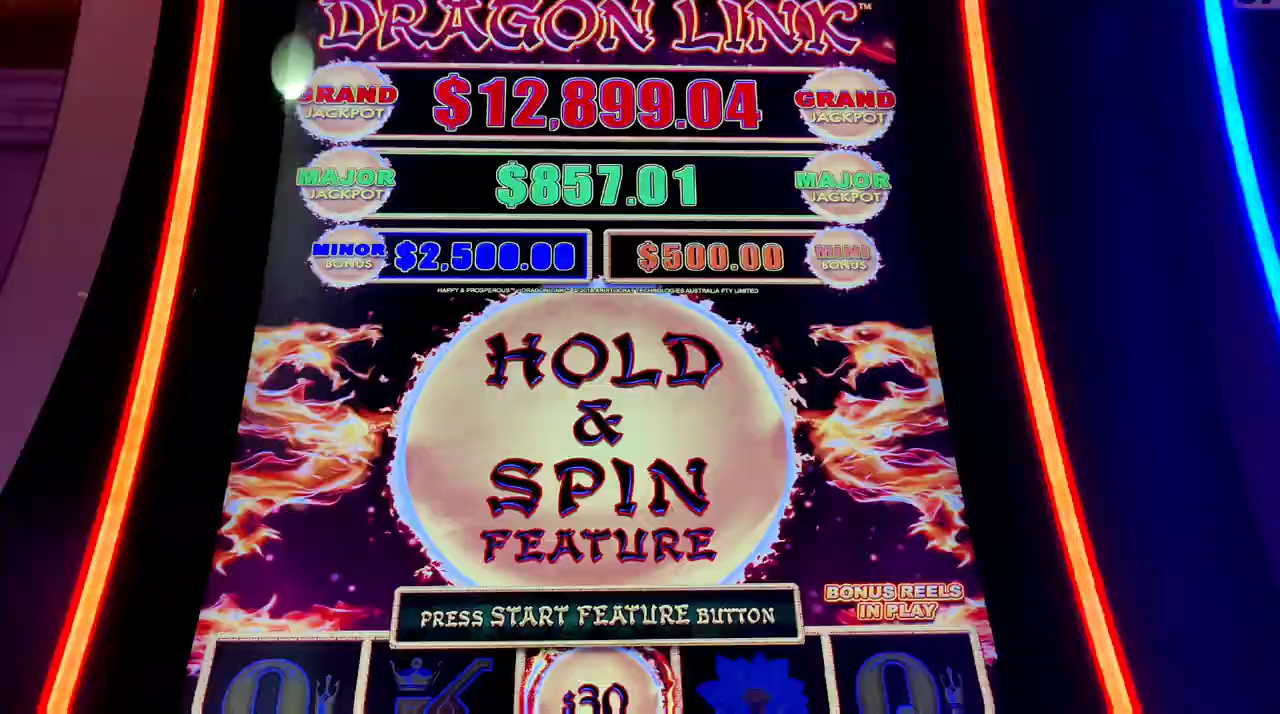 DRAGON LINK™
GRAND JACKPOT $12,899.04 GRAND JACKPOT
MAJOR JACKPOT $857.01 MAJOR JACKPOT
MINOR BONUS $2,500.00 $500.00 MINI BONUS
HOLD
&
SPIN
FEATURE
PRESS START FEATURE BUTTON
BONUS REELS
IN PLAY
$30